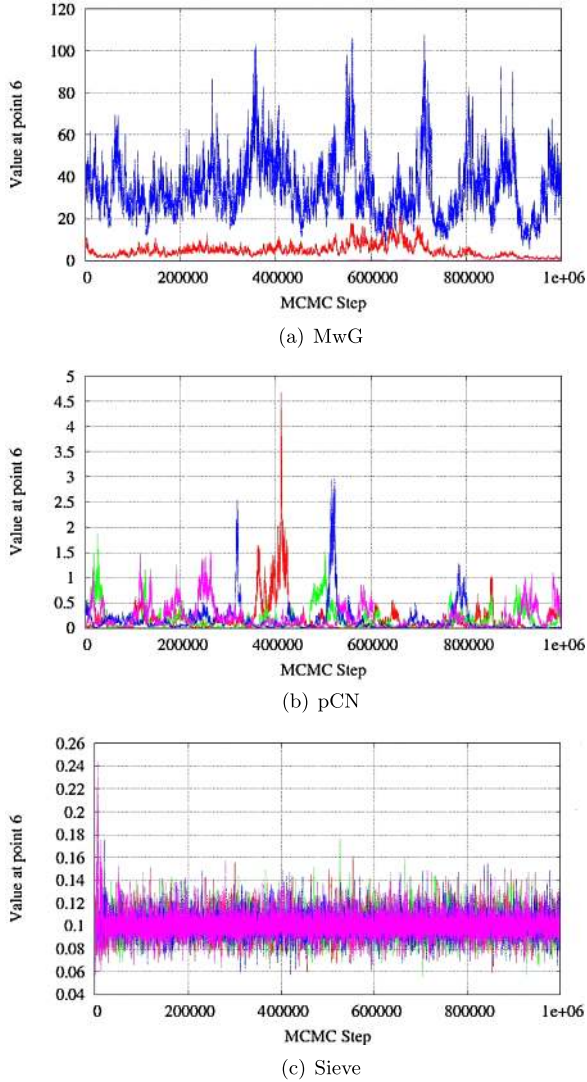 120
100
80
60
40
20
0
Value at point 6
0 200000 400000 600000 800000 1e+06
MCMC Step
(a) MwG
5
4.5
4
3.5
3
2.5
2
1.5
1
0.5
0
Value at point 6
0 200000 400000 600000 800000 1e+06
MCMC Step
(b) pCN
0.26
0.24
0.22
0.2
0.18
0.16
0.14
0.12
0.1
0.08
0.06
0.04
Value at point 6
0 200000 400000 600000 800000 1e+06
MCMC Step
(c) Sieve